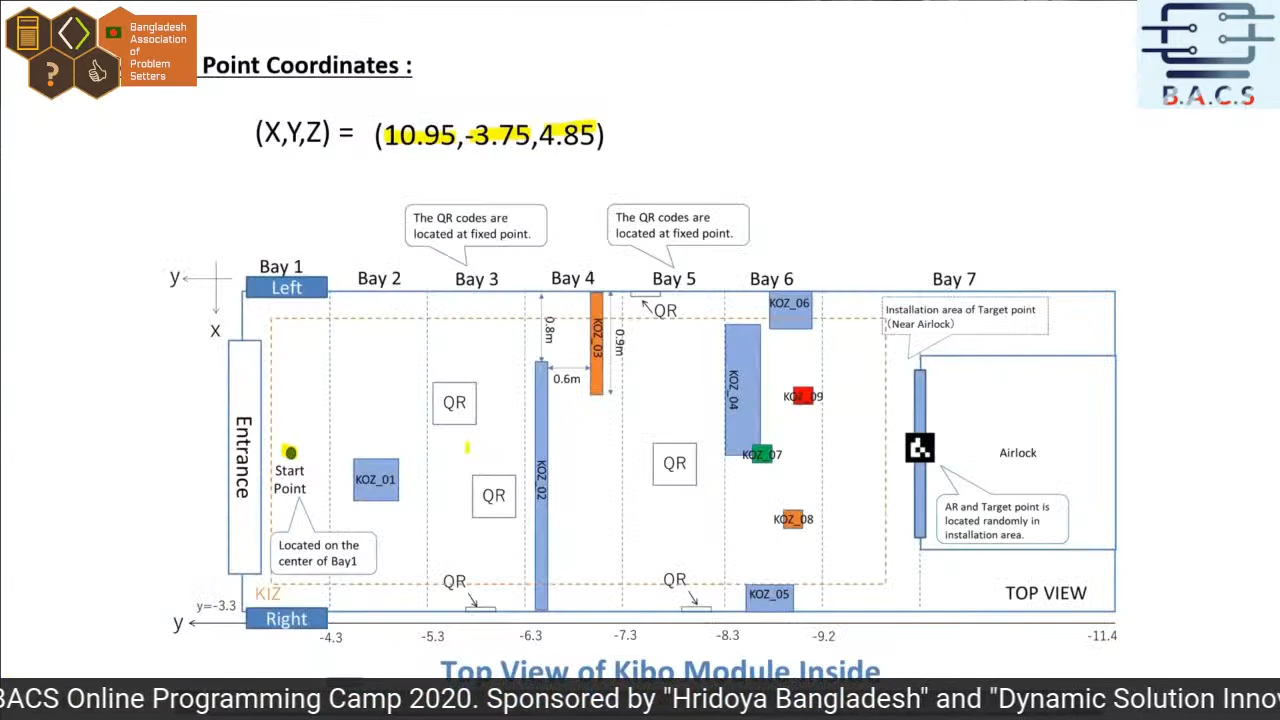 Bangladesh
Association
of
Problem
Setters
Point Coordinates :
B.A.C.S
(X,Y,Z) = (10.95,-3.75,4.85)
The QR codes are
located at fixed point.
The QR codes are
located at fixed point.
y
Bay 1
Bay 2
Bay 3
Bay 4
Bay 5
Bay 6
Bay 7
Left
X
QR
KOZ_06
Installation area of Target point
(Near Airlock)
0.8m
KOZ_03
0.9m
0.6m
KOZ_04
KOZ_09
QR
Entrance
Start
Point
KOZ_01
QR
KOZ_02
QR
KOZ_07
Airlock
KOZ_08
AR and Target point is
located randomly in
installation area.
Located on the
center of Bay1
QR
QR
KIZ
KOZ_05
TOP VIEW
y=-3.3
Right
y
-4.3
-5.3
-6.3
-7.3
-8.3
-9.2
-11.4
Top View of Kibo Module Inside
BACS Online Programming Camp 2020. Sponsored by "Hridoya Bangladesh" and "Dynamic Solution Innov